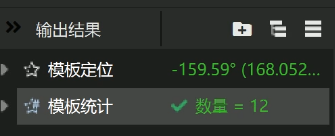 输出结果
模板定位 -159.59° (168.052...
模板统计 数量 = 12